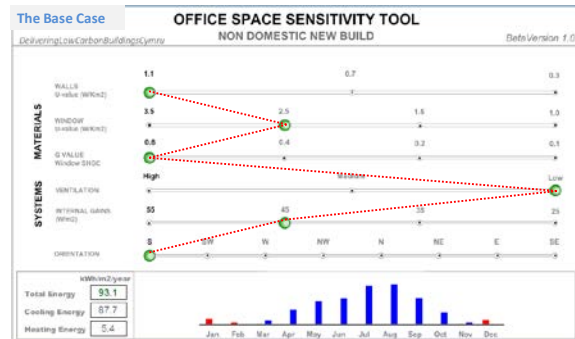 The Base Case
OFFICE SPACE SENSITIVITY TOOL
DeliveringLowCarbonBuildingsCymru
NON DOMESTIC NEW BUILD
BetaVersion 1.0
MATERIALS
SYSTEMS
WALLS
U-value (W/Km2)
1.1 0.7 0.3
WINDOW
U-value (W/Km2)
3.5 2.5 1.5 1.0
G VALUE
Window SHGC
0.6 0.4 0.2 0.1
VENTILATION
High Medium Low
INTERNAL GAINS
(W/m2)
55 45 35 25
ORIENTATION
S SW W NW N NE E SE
kWh/m2/year
Total Energy 93.1
Cooling Energy 87.7
Heating Energy 5.4
Jan Feb Mar Apr May Jun Jul Aug Sep Oct Nov Dec